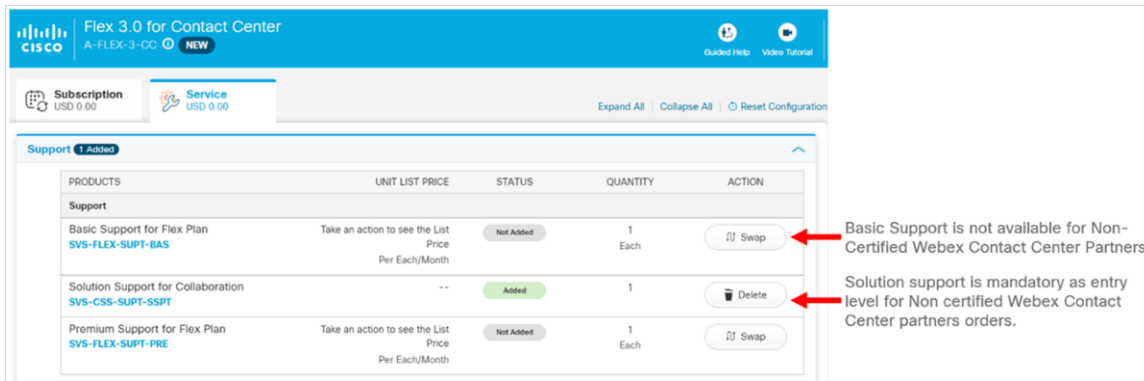 Flex 3.0 for Contact Center
CISCO
A-FLEX-3-CC NEW
Guided Help Video Tutorial
Subscription
USD 0.00
Service
USD 0.00
Expand All | Collapse All | Reset Configuration
Support 1 Added
PRODUCTS UNIT LIST PRICE STATUS QUANTITY ACTION
Support
Basic Support for Flex Plan Take an action to see the List Not Added 1 Swap
SVS-FLEX-SUPT-BAS Price Each
Per Each/Month
Solution Support for Collaboration -- Added 1 Delete
SVS-CSS-SUPT-SSPT
Premium Support for Flex Plan Take an action to see the List Not Added 1 Swap
SVS-FLEX-SUPT-PRE Price Each
Per Each/Month
Basic Support is not available for Non-
Certified Webex Contact Center Partners
Solution support is mandatory as entry
level for Non certified Webex Contact
Center partners orders.